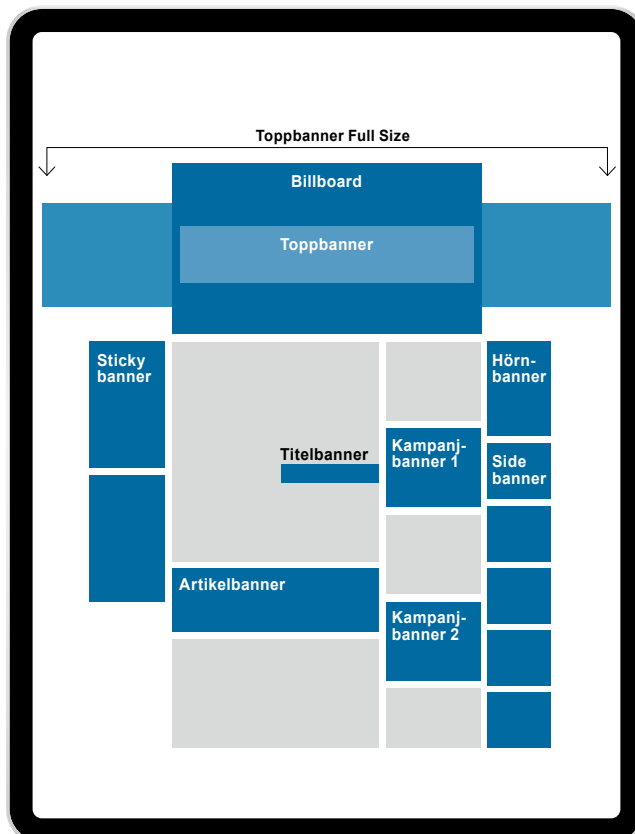 Toppbanner Full Size
Billboard
Toppbanner
Sticky
banner
Hörn-
banner
Titelbanner
Kampanj-
banner 1
Side
banner
Artikelbanner
Kampanj-
banner 2